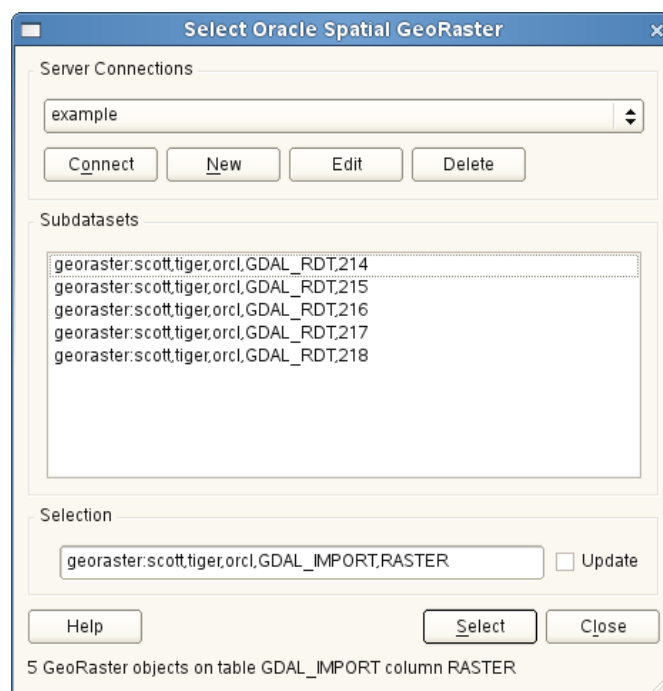 Select Oracle Spatial GeoRaster
Server Connections
example
Connect New Edit Delete
Subdatasets
georaster:scott,tiger,orcl,GDAL_RDT,214
georaster:scott,tiger,orcl,GDAL_RDT,215
georaster:scott,tiger,orcl,GDAL_RDT,216
georaster:scott,tiger,orcl,GDAL_RDT,217
georaster:scott,tiger,orcl,GDAL_RDT,218
Selection
georaster:scott,tiger,orcl,GDAL_IMPORT,RASTER Update
Help Select Close
5 GeoRaster objects on table GDAL_IMPORT column RASTER